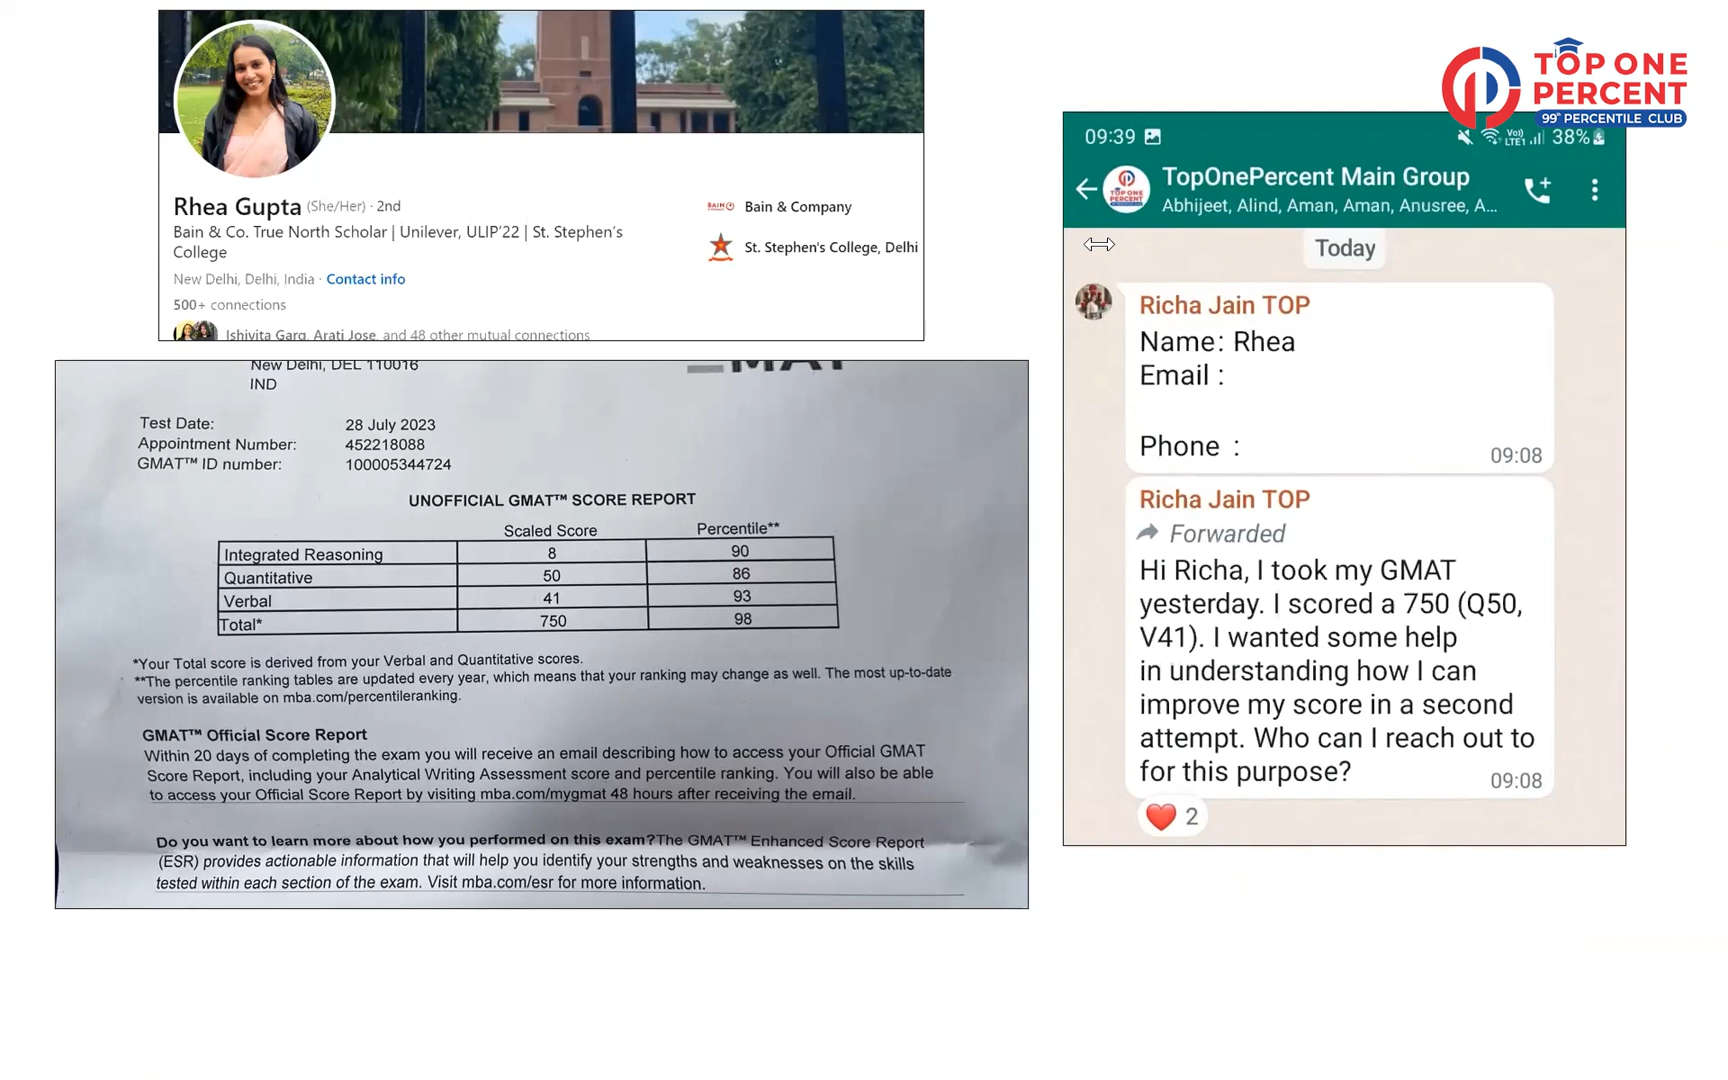 TOP ONE
PERCENT
99th PERCENTILE CLUB
Rhea Gupta (She/Her) · 2nd
Bain & Co. True North Scholar | Unilever, ULIP'22 | St. Stephen's
College
New Delhi, Delhi, India · Contact info
500+ connections
Ishivita Garg, Arati Jose, and 48 other mutual connections
BAIN
Bain & Company
St. Stephen's College, Delhi
New Delhi, DEL 110016
IND
Test Date: 28 July 2023
Appointment Number: 452218088
GMAT™ ID number: 100005344724
UNOFFICIAL GMAT™ SCORE REPORT
Scaled Score Percentile**
Integrated Reasoning 8 90
Quantitative 50 86
Verbal 41 93
Total* 750 98
*Your Total score is derived from your Verbal and Quantitative scores.
**The percentile ranking tables are updated every year, which means that your ranking may change as well. The most up-to-date
version is available on mba.com/percentileranking.
GMAT™ Official Score Report
Within 20 days of completing the exam you will receive an email describing how to access your Official GMAT
Score Report, including your Analytical Writing Assessment score and percentile ranking. You will also be able
to access your Official Score Report by visiting mba.com/mygmat 48 hours after receiving the email.
Do you want to learn more about how you performed on this exam?The GMAT™ Enhanced Score Report
(ESR) provides actionable information that will help you identify your strengths and weaknesses on the skills
tested within each section of the exam. Visit mba.com/esr for more information.
09:39 Vo) LTE1 38%
TopOnePercent Main Group
Abhijeet, Alind, Aman, Aman, Anusree, A...
Today
Richa Jain TOP
Name: Rhea
Email :
Phone :
09:08
Richa Jain TOP
Forwarded
Hi Richa, I took my GMAT
yesterday. I scored a 750 (Q50,
V41). I wanted some help
in understanding how I can
improve my score in a second
attempt. Who can I reach out to
for this purpose?
09:08
2